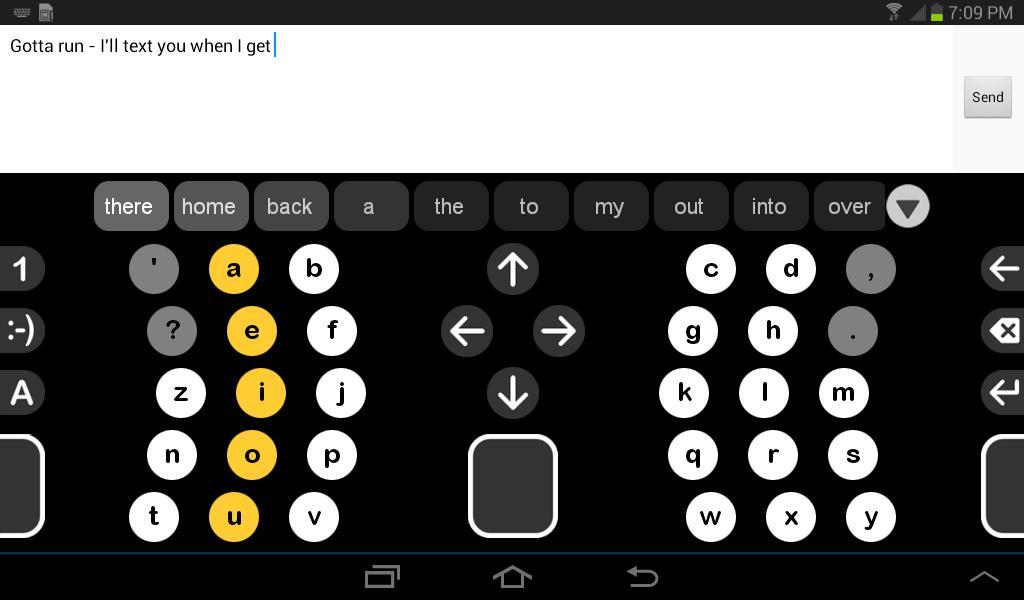 7:09 PM
Gotta run - I'll text you when I get
Send
there home back a the to my out into over
1 ' a b c d ,
:-) ? e f g h .
A z i j k l m
n o p q r s
t u v w x y